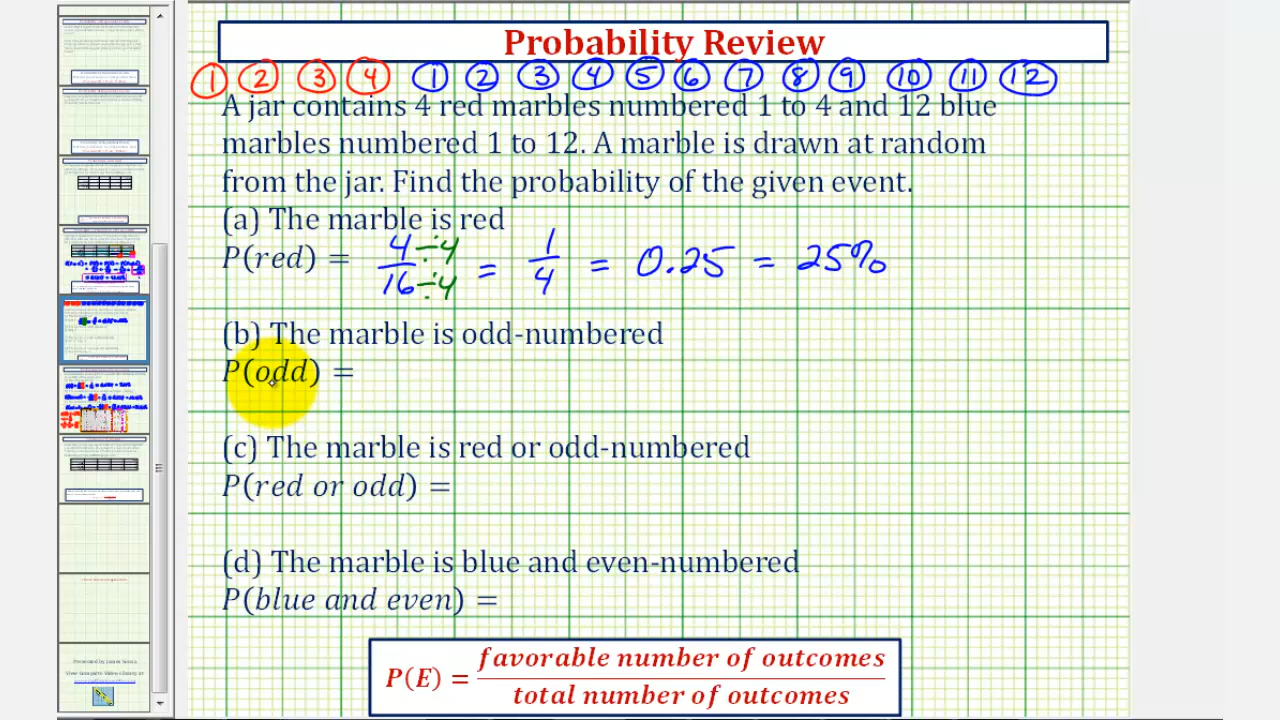 Probability Review
1 2 3 4 1 2 3 4 5 6 7 8 9 10 11 12
A jar contains 4 red marbles numbered 1 to 4 and 12 blue
marbles numbered 1 to 12. A marble is drawn at random
from the jar. Find the probability of the given event.
(a) The marble is red
P(red) = 4 ÷4 / 16 ÷4 = 1/4 = 0.25 = 25%
(b) The marble is odd-numbered
P(odd) =
(c) The marble is red or odd-numbered
P(red or odd) =
(d) The marble is blue and even-numbered
P(blue and even) =
P(E) = favorable number of outcomes / total number of outcomes